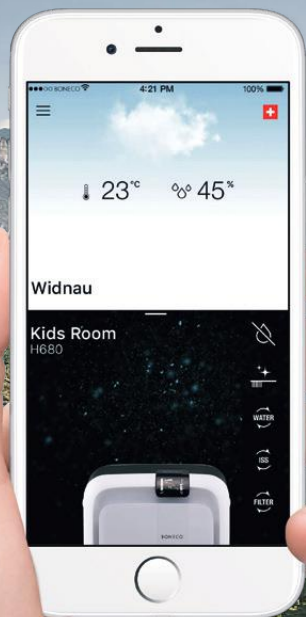 BONECO 4:21 PM 100%
23°C 45%
Widnau
Kids Room
H680
WATER
ISS
FILTER
BONECO